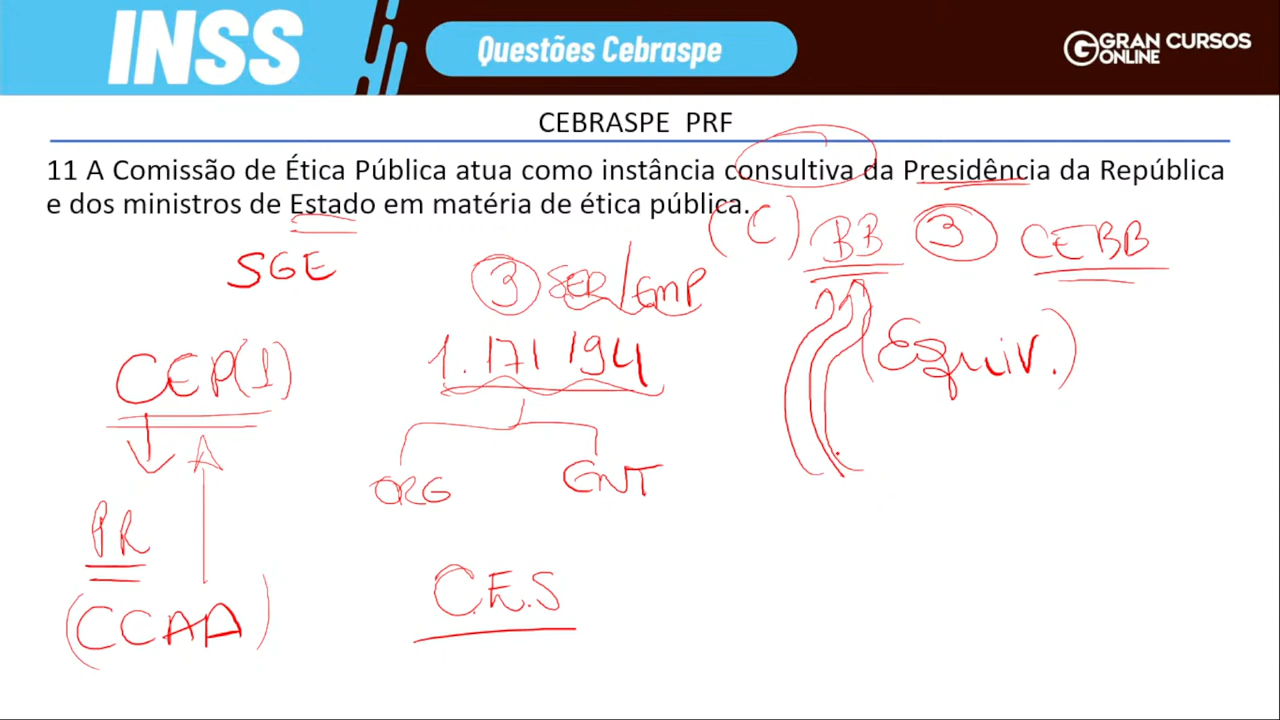 INSS
Questões Cebraspe
GRAN CURSOS
ONLINE
CEBRASPE PRF
11 A Comissão de Ética Pública atua como instância consultiva da Presidência da República
e dos ministros de Estado em matéria de ética pública.
(C) BB 3 CEBB
SGE
3 SER/EMP
1.171 194
(EQUIV.)
CEP(1)
ORG ENT
PR
C.E.S
(CCAA)